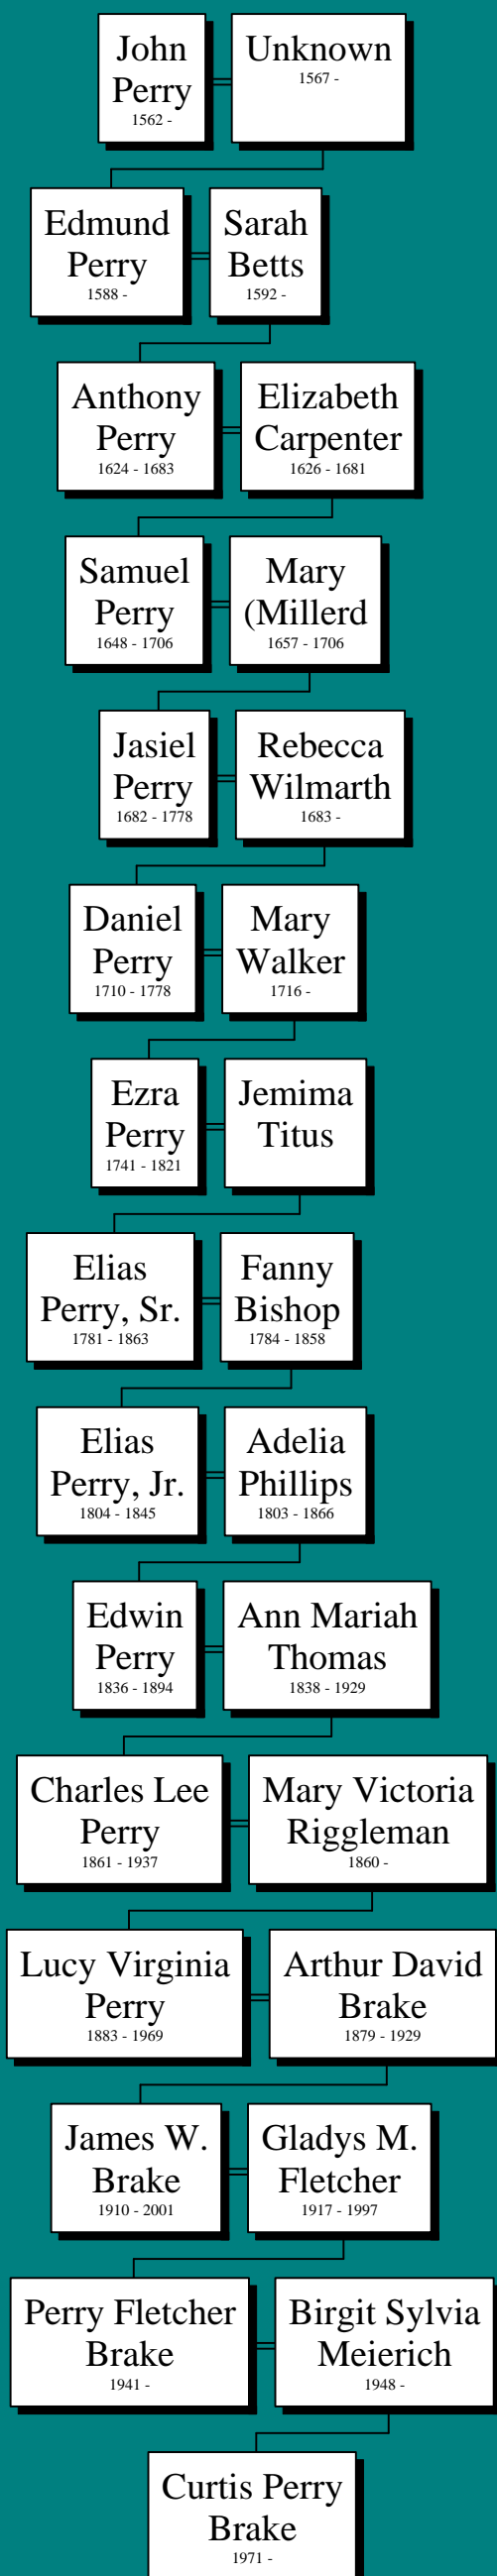 John
Perry
1562 -
Unknown
1567 -
Edmund
Perry
1588 -
Sarah
Betts
1592 -
Anthony
Perry
1624 - 1683
Elizabeth
Carpenter
1626 - 1681
Samuel
Perry
1648 - 1706
Mary
(Millerd
1657 - 1706
Jasiel
Perry
1682 - 1778
Rebecca
Wilmarth
1683 -
Daniel
Perry
1710 - 1778
Mary
Walker
1716 -
Ezra
Perry
1741 - 1821
Jemima
Titus
Elias
Perry, Sr.
1781 - 1863
Fanny
Bishop
1784 - 1858
Elias
Perry, Jr.
1804 - 1845
Adelia
Phillips
1803 - 1866
Edwin
Perry
1836 - 1894
Ann Mariah
Thomas
1838 - 1929
Charles Lee
Perry
1861 - 1937
Mary Victoria
Riggleman
1860 -
Lucy Virginia
Perry
1883 - 1969
Arthur David
Brake
1879 - 1929
James W.
Brake
1910 - 2001
Gladys M.
Fletcher
1917 - 1997
Perry Fletcher
Brake
1941 -
Birgit Sylvia
Meierich
1948 -
Curtis Perry
Brake
1971 -